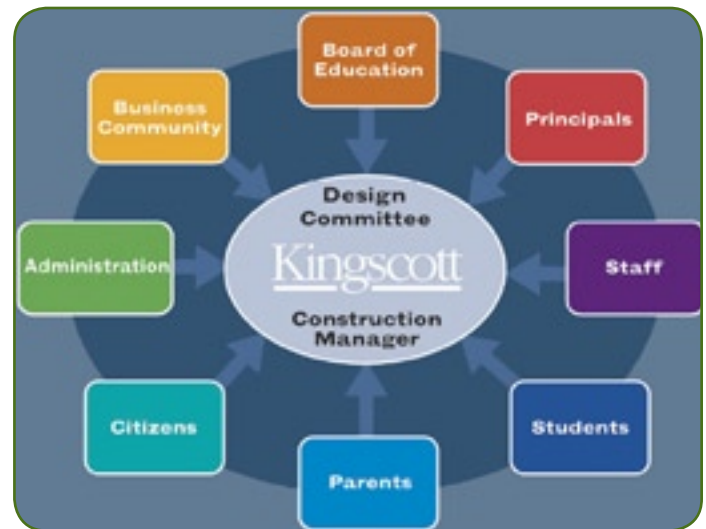 Board of
Education
Business
Community
Principals
Design
Committee
Kingscott
Construction
Manager
Administration
Staff
Citizens
Students
Parents